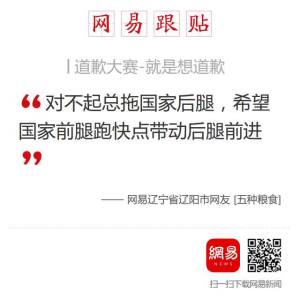 网易跟贴
道歉大赛-就是想道歉
“对不起总拖国家后腿，希望
国家前腿跑快点带动后腿前进
”
—— 网易辽宁省辽阳市网友 [五种粮食]
網易
NEWS
扫一扫下载网易新闻